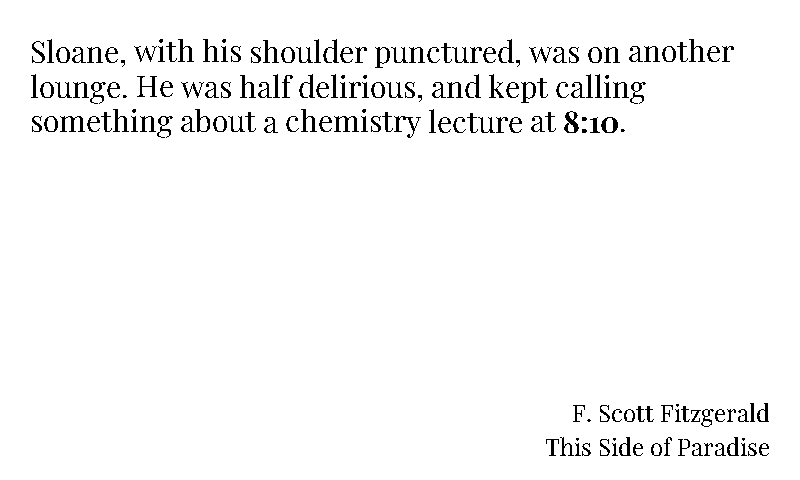 Sloane, with his shoulder punctured, was on another
lounge. He was half delirious, and kept calling
something about a chemistry lecture at 8:10.
F. Scott Fitzgerald
This Side of Paradise